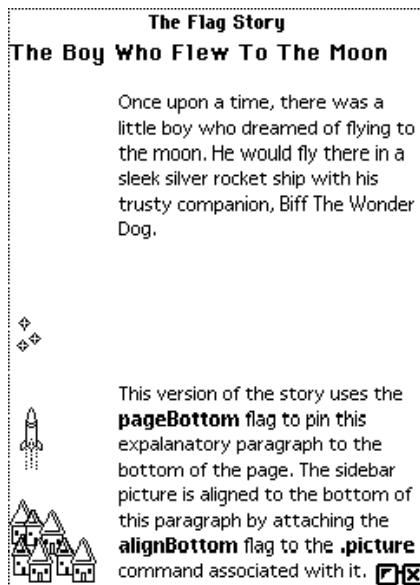 The Flag Story
The Boy Who Flew To The Moon
Once upon a time, there was a
little boy who dreamed of flying to
the moon. He would fly there in a
sleek silver rocket ship with his
trusty companion, Biff The Wonder
Dog.
This version of the story uses the
pageBottom flag to pin this
expalanatory paragraph to the
bottom of the page. The sidebar
picture is aligned to the bottom of
this paragraph by attaching the
alignBottom flag to the .picture
command associated with it.